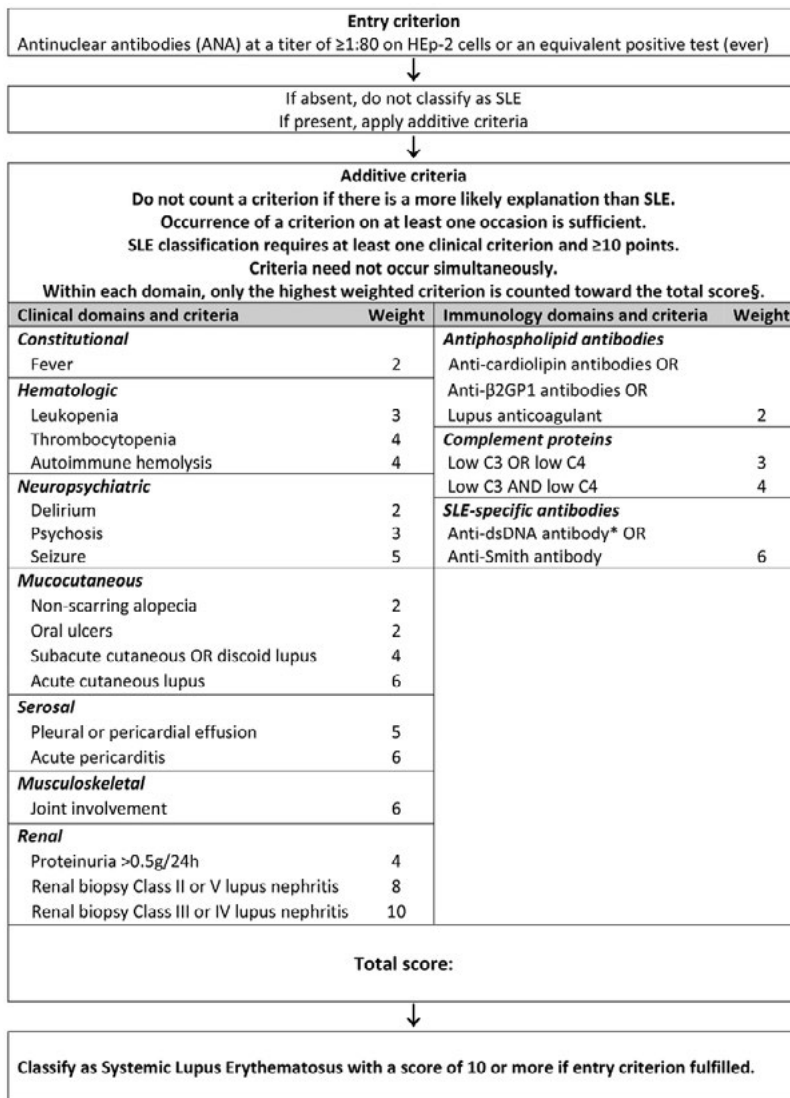 Entry criterion
Antinuclear antibodies (ANA) at a titer of ≥1:80 on HEp-2 cells or an equivalent positive test (ever)
If absent, do not classify as SLE
If present, apply additive criteria
Additive criteria
Do not count a criterion if there is a more likely explanation than SLE.
Occurrence of a criterion on at least one occasion is sufficient.
SLE classification requires at least one clinical criterion and ≥10 points.
Criteria need not occur simultaneously.
Within each domain, only the highest weighted criterion is counted toward the total score§.
Clinical domains and criteria Weight
Constitutional
Fever 2
Hematologic
Leukopenia 3
Thrombocytopenia 4
Autoimmune hemolysis 4
Neuropsychiatric
Delirium 2
Psychosis 3
Seizure 5
Mucocutaneous
Non-scarring alopecia 2
Oral ulcers 2
Subacute cutaneous OR discoid lupus 4
Acute cutaneous lupus 6
Serosal
Pleural or pericardial effusion 5
Acute pericarditis 6
Musculoskeletal
Joint involvement 6
Renal
Proteinuria >0.5g/24h 4
Renal biopsy Class II or V lupus nephritis 8
Renal biopsy Class III or IV lupus nephritis 10
Immunology domains and criteria Weight
Antiphospholipid antibodies
Anti-cardiolipin antibodies OR
Anti-β2GP1 antibodies OR
Lupus anticoagulant 2
Complement proteins
Low C3 OR low C4 3
Low C3 AND low C4 4
SLE-specific antibodies
Anti-dsDNA antibody* OR
Anti-Smith antibody 6
Total score:
Classify as Systemic Lupus Erythematosus with a score of 10 or more if entry criterion fulfilled.